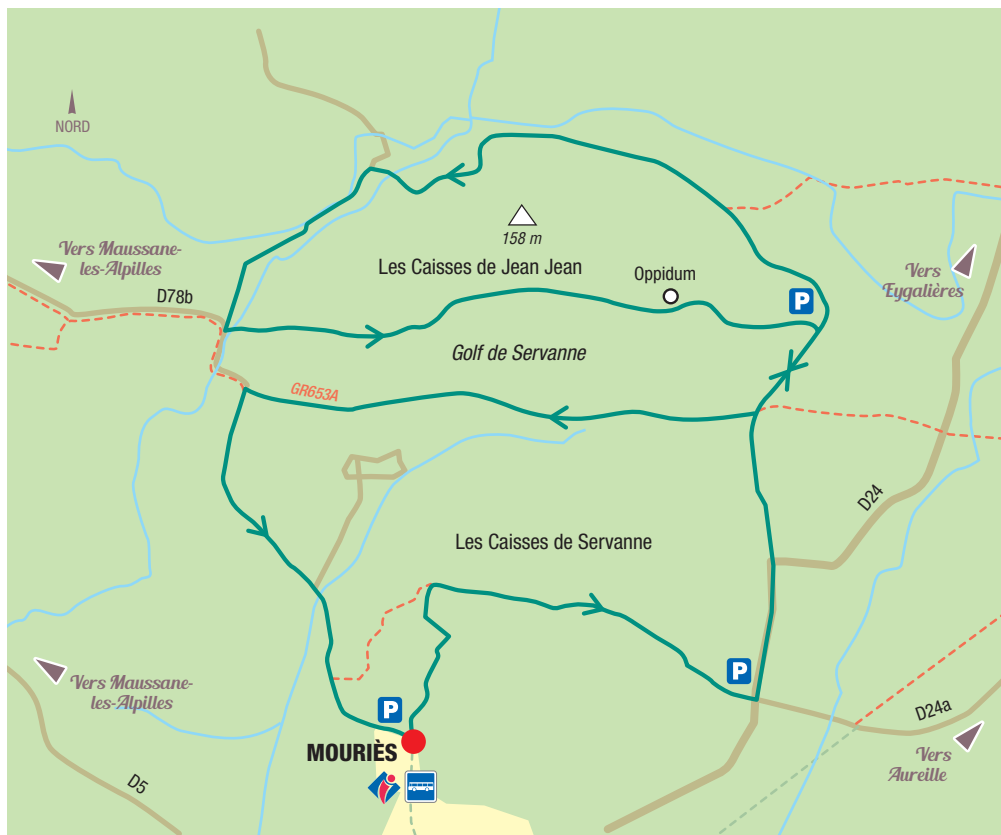 NORD
158 m
Vers Maussane-
les-Alpilles
Les Caisses de Jean Jean
Oppidum
Vers
Eygalières
D78b
P
Golf de Servanne
GR653A
D24
Les Caisses de Servanne
Vers Maussane-
les-Alpilles
P
P
D24a
MOURIÈS
Vers
Aureille
D5